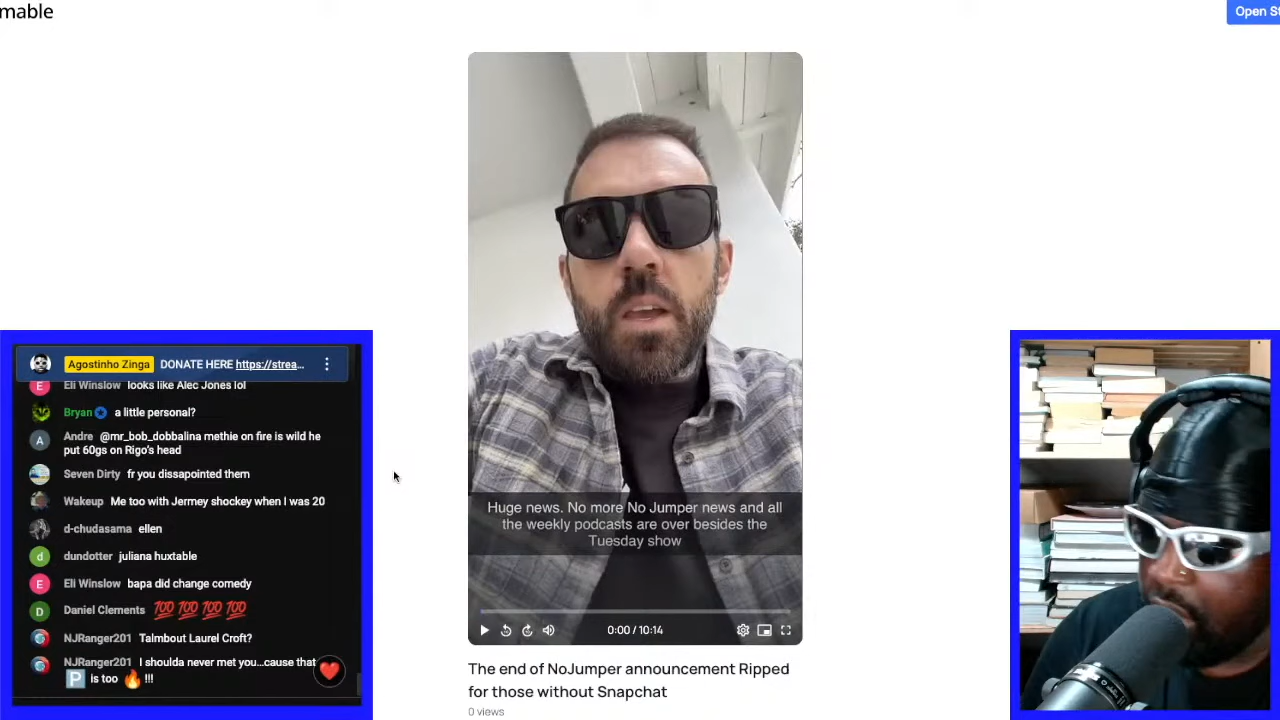 mable
Open St
Huge news. No more No Jumper news and all
the weekly podcasts are over besides the
Tuesday show
0:00 / 10:14
The end of NoJumper announcement Ripped
for those without Snapchat
0 views
Agostinho Zinga DONATE HERE https://strea...
E Eli Winslow looks like Alec Jones lol
Bryan a little personal?
A Andre @mr_bob_dobbalina methie on fire is wild he
put 60gs on Rigo's head
Seven Dirty fr you dissapointed them
Wakeup Me too with Jermey shockey when I was 20
d-chudasama ellen
d dundotter juliana huxtable
E Eli Winslow bapa did change comedy
D Daniel Clements 💯 💯 💯 💯
NJRanger201 Talmbout Laurel Croft?
NJRanger201 I shoulda never met you...cause that
🅿 is too 🔥 !!!